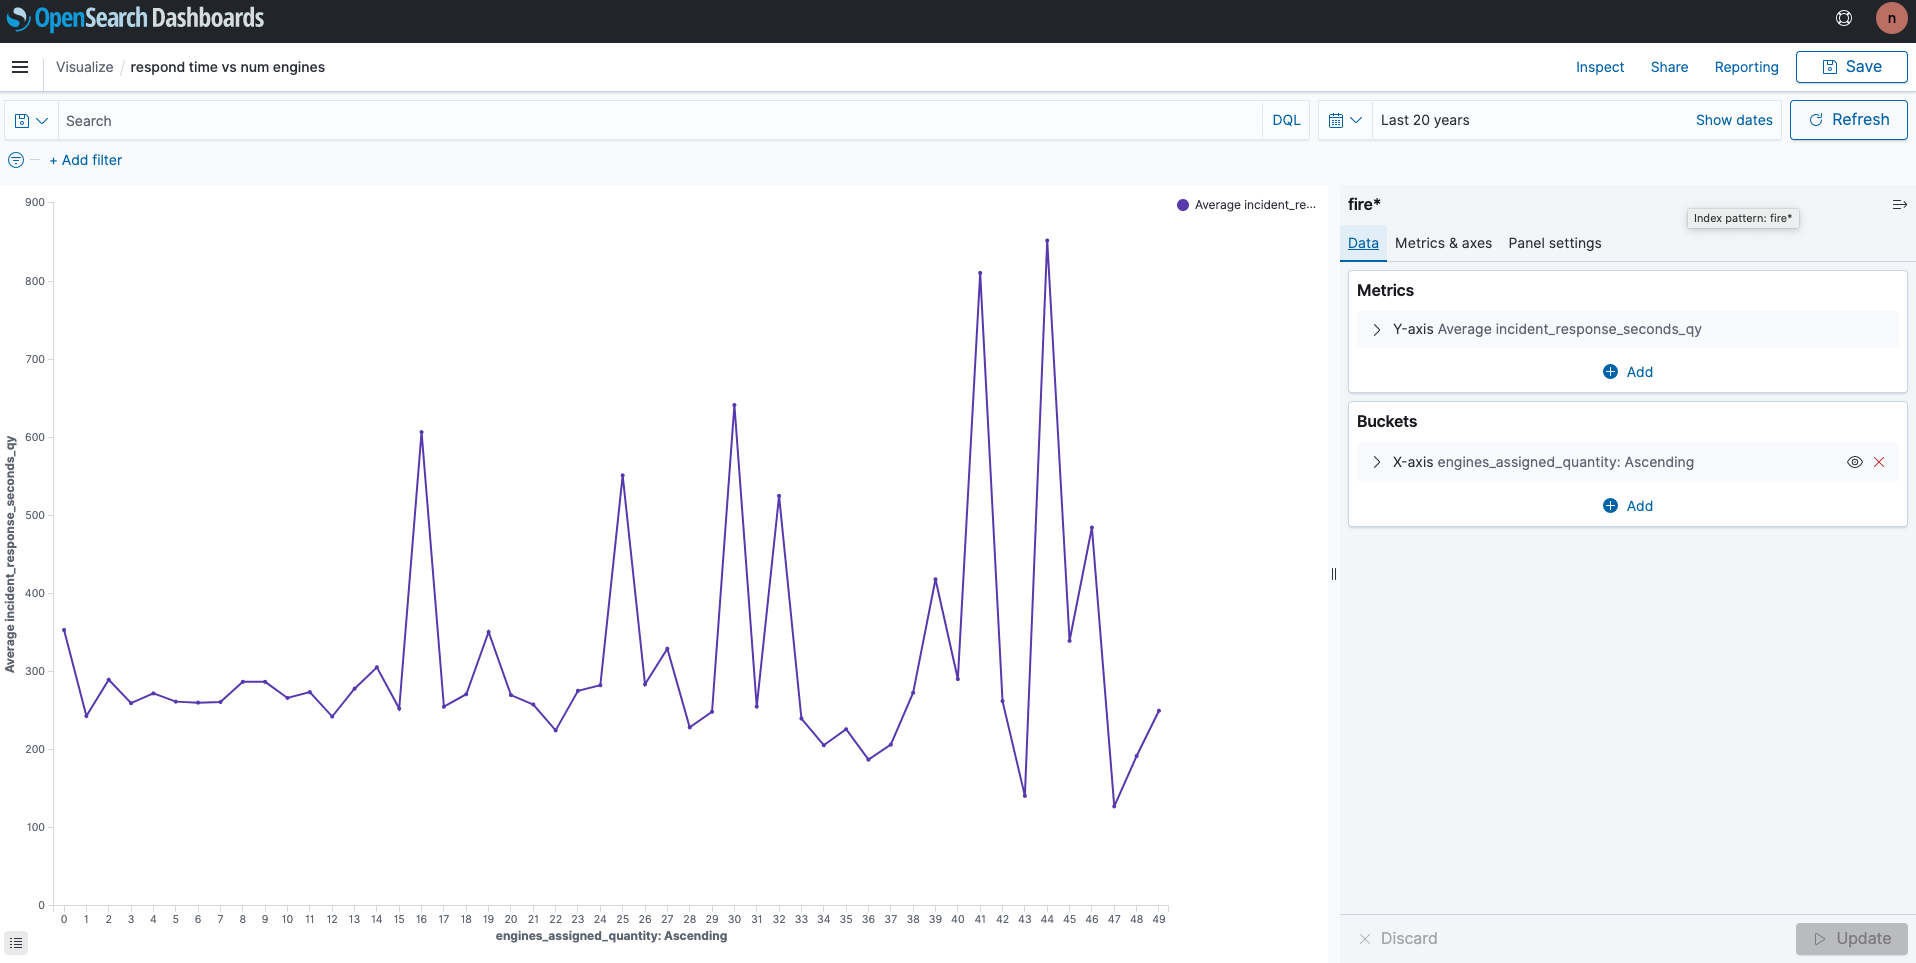 OpenSearch Dashboards
n
Visualize / respond time vs num engines
Inspect
Share
Reporting
Save
Search
DQL
Last 20 years
Show dates
Refresh
+ Add filter
Average incident_re...
900
800
700
600
500
400
300
200
100
0
Average incident_response_seconds_qy
0 1 2 3 4 5 6 7 8 9 10 11 12 13 14 15 16 17 18 19 20 21 22 23 24 25 26 27 28 29 30 31 32 33 34 35 36 37 38 39 40 41 42 43 44 45 46 47 48 49
engines_assigned_quantity: Ascending
fire*
Index pattern: fire*
Data
Metrics & axes
Panel settings
Metrics
Y-axis Average incident_response_seconds_qy
Add
Buckets
X-axis engines_assigned_quantity: Ascending
Add
Discard
Update